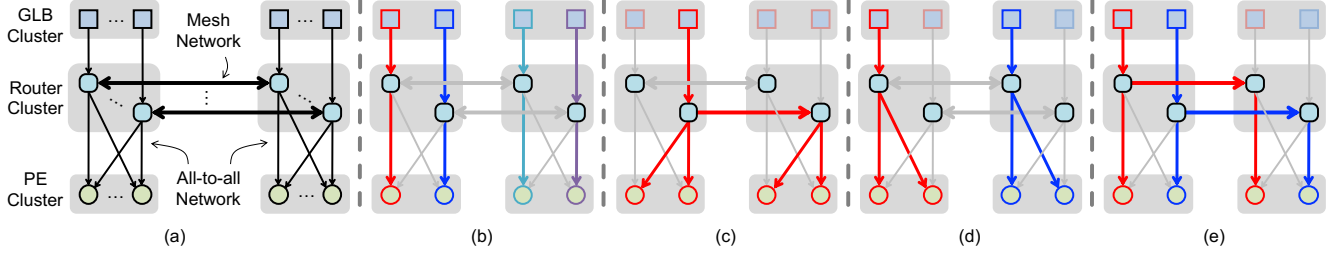 GLB
Cluster
Mesh
Network
Router
Cluster
All-to-all
Network
PE
Cluster
... ...
... ...
...
... ...
(a) (b) (c) (d) (e)